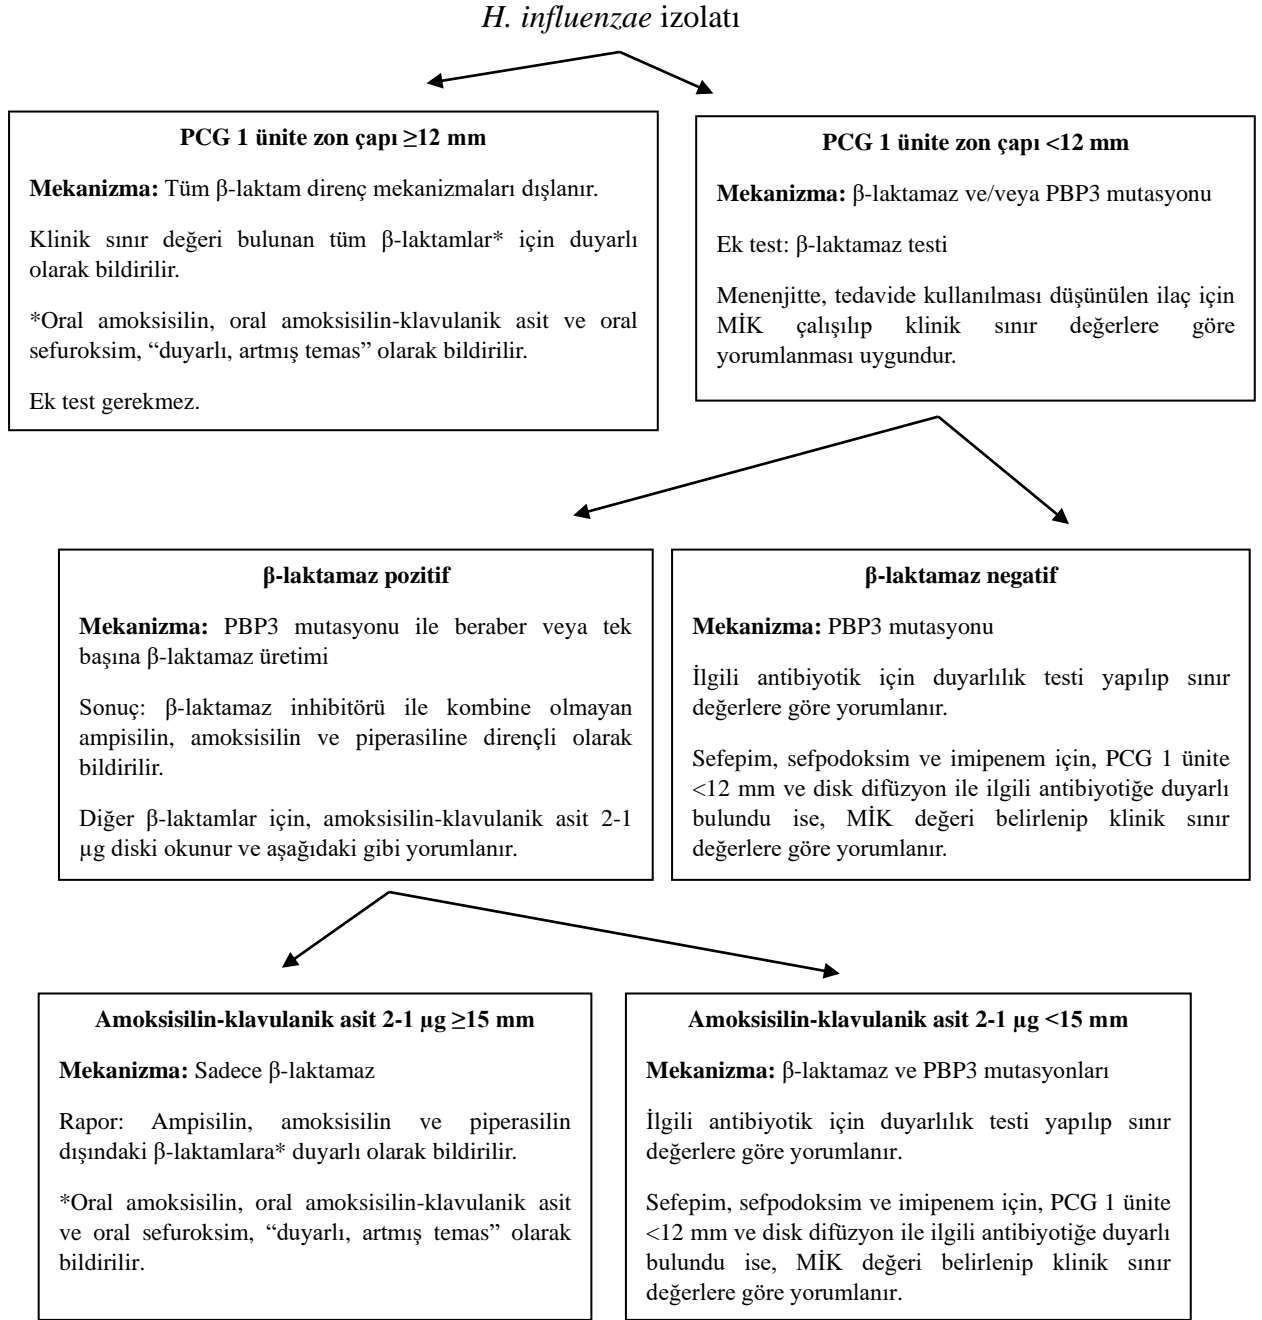 H. influenzae izolatı
PCG 1 ünite zon çapı ≥12 mm
Mekanizma: Tüm β-laktam direnç mekanizmaları dışlanır.
Klinik sınır değeri bulunan tüm β-laktamlar* için duyarlı
olarak bildirilir.
*Oral amoksisilin, oral amoksisilin-klavulanik asit ve oral
sefuroksim, “duyarlı, artmış temas” olarak bildirilir.
Ek test gerekmez.
PCG 1 ünite zon çapı <12 mm
Mekanizma: β-laktamaz ve/veya PBP3 mutasyonu
Ek test: β-laktamaz testi
Menenjitte, tedavide kullanılması düşünülen ilaç için
MİK çalışılıp klinik sınır değerlere göre
yorumlanması uygundur.
β-laktamaz pozitif
Mekanizma: PBP3 mutasyonu ile beraber veya tek
başına β-laktamaz üretimi
Sonuç: β-laktamaz inhibitörü ile kombine olmayan
ampisilin, amoksisilin ve piperasiline dirençli olarak
bildirilir.
Diğer β-laktamlar için, amoksisilin-klavulanik asit 2-1
µg diski okunur ve aşağıdaki gibi yorumlanır.
β-laktamaz negatif
Mekanizma: PBP3 mutasyonu
İlgili antibiyotik için duyarlılık testi yapılıp sınır
değerlere göre yorumlanır.
Sefepim, sefpodoksim ve imipenem için, PCG 1 ünite
<12 mm ve disk difüzyon ile ilgili antibiyotiğe duyarlı
bulundu ise, MİK değeri belirlenip klinik sınır
değerlere göre yorumlanır.
Amoksisilin-klavulanik asit 2-1 µg ≥15 mm
Mekanizma: Sadece β-laktamaz
Rapor: Ampisilin, amoksisilin ve piperasilin
dışındaki β-laktamlara* duyarlı olarak bildirilir.
*Oral amoksisilin, oral amoksisilin-klavulanik asit
ve oral sefuroksim, “duyarlı, artmış temas” olarak
bildirilir.
Amoksisilin-klavulanik asit 2-1 µg <15 mm
Mekanizma: β-laktamaz ve PBP3 mutasyonları
İlgili antibiyotik için duyarlılık testi yapılıp sınır
değerlere göre yorumlanır.
Sefepim, sefpodoksim ve imipenem için, PCG 1 ünite
<12 mm ve disk difüzyon ile ilgili antibiyotiğe duyarlı
bulundu ise, MİK değeri belirlenip klinik sınır
değerlere göre yorumlanır.